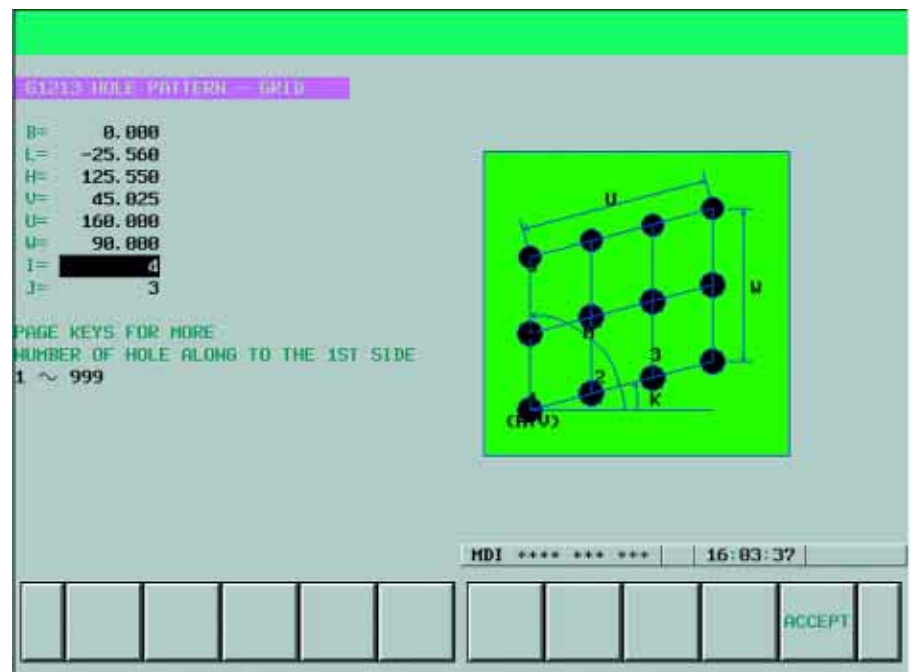 G1213 HOLE PATTERN - GRID
B= 0.000
L= -25.560
H= 125.550
V= 45.025
U= 160.000
W= 90.000
I= 4
J= 3
PAGE KEYS FOR MORE
NUMBER OF HOLE ALONG TO THE 1ST SIDE
1 ~ 999
U
W
3
2
K
MDI **** *** ***
16:03:37
ACCEPT